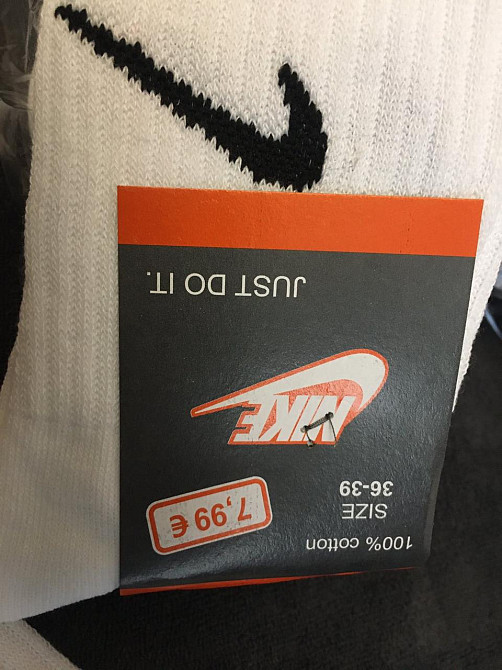 100% cotton
SIZE
36-39
7,99 €
NIKE
JUST DO IT.